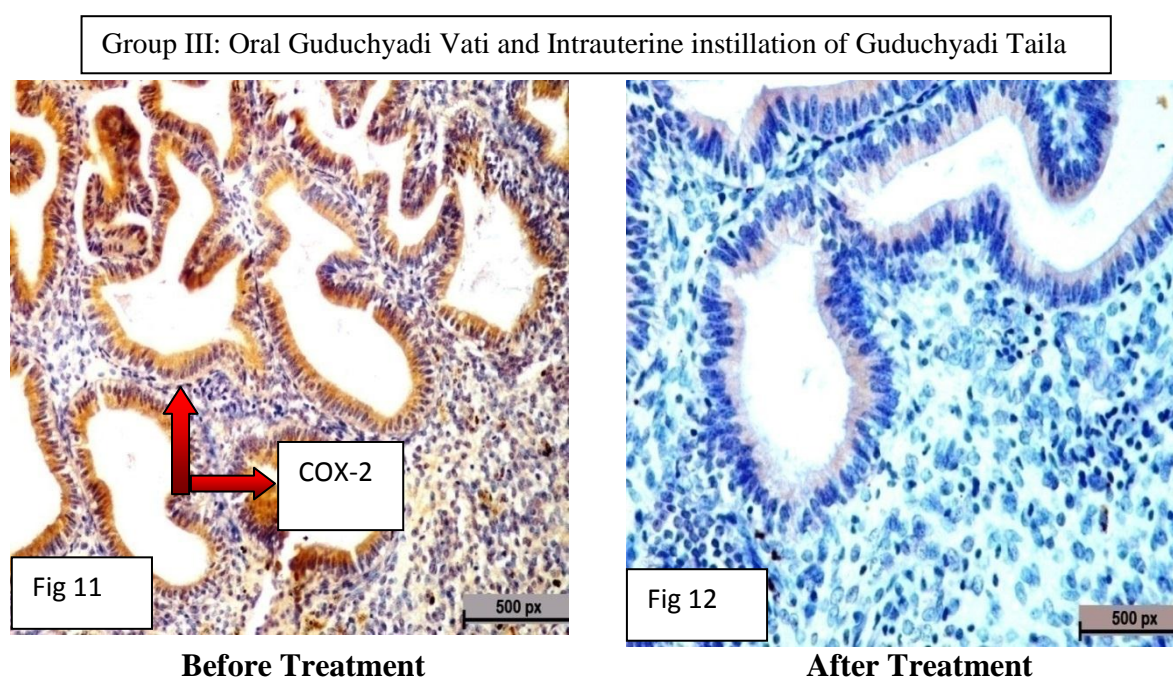 Group III: Oral Guduchyadi Vati and Intrauterine instillation of Guduchyadi Taila
COX-2
Fig 11
500 px
Fig 12
500 px
Before Treatment
After Treatment